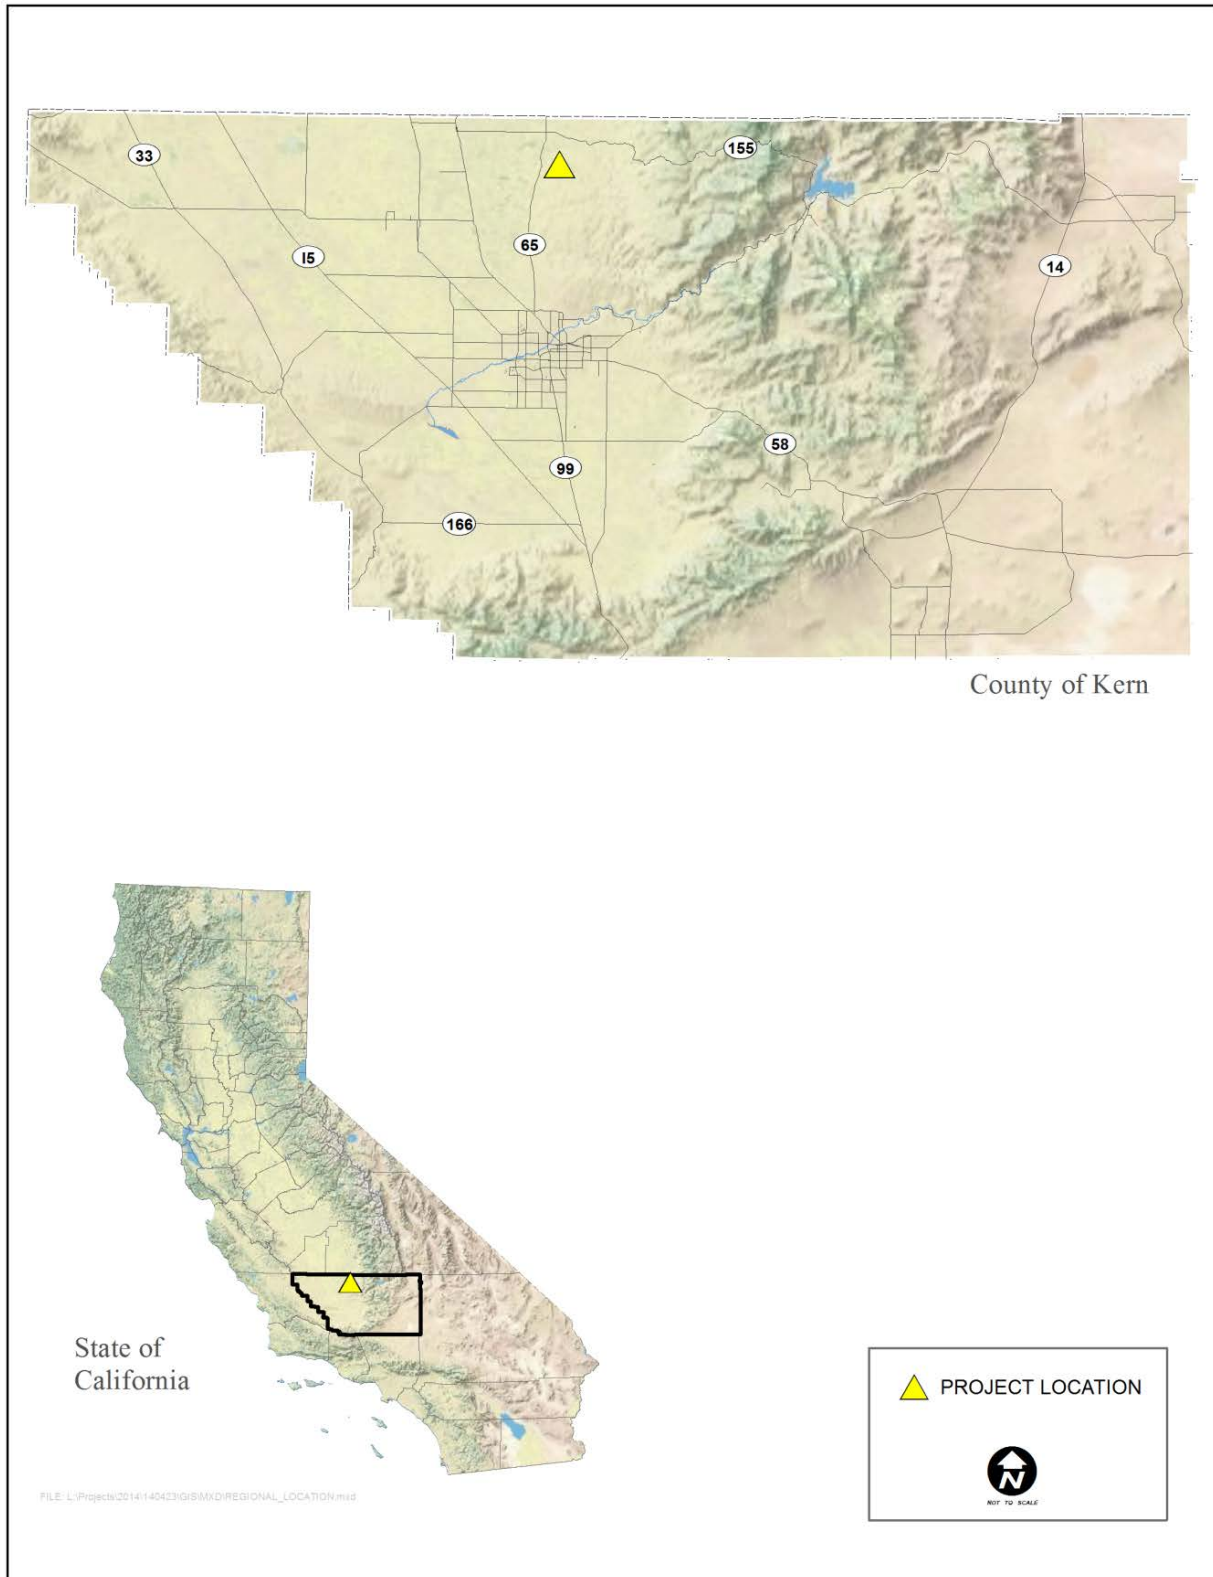 33
155
65
I5
14
58
99
166
County of Kern
State of
California
PROJECT LOCATION
N
NOT TO SCALE
FILE: L:\Projects\2014\140423\GIS\MXD\REGIONAL_LOCATION.mxd